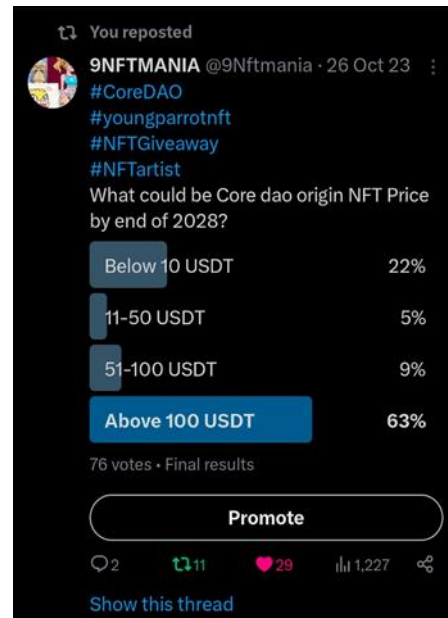 You reposted
9NFTMANIA @9Nftmania · 26 Oct 23
#CoreDAO
#youngparrotnft
#NFTGiveaway
#NFTartist
What could be Core dao origin NFT Price
by end of 2028?
Below 10 USDT 22%
11-50 USDT 5%
51-100 USDT 9%
Above 100 USDT 63%
76 votes · Final results
Promote
2 11 29 1,227
Show this thread